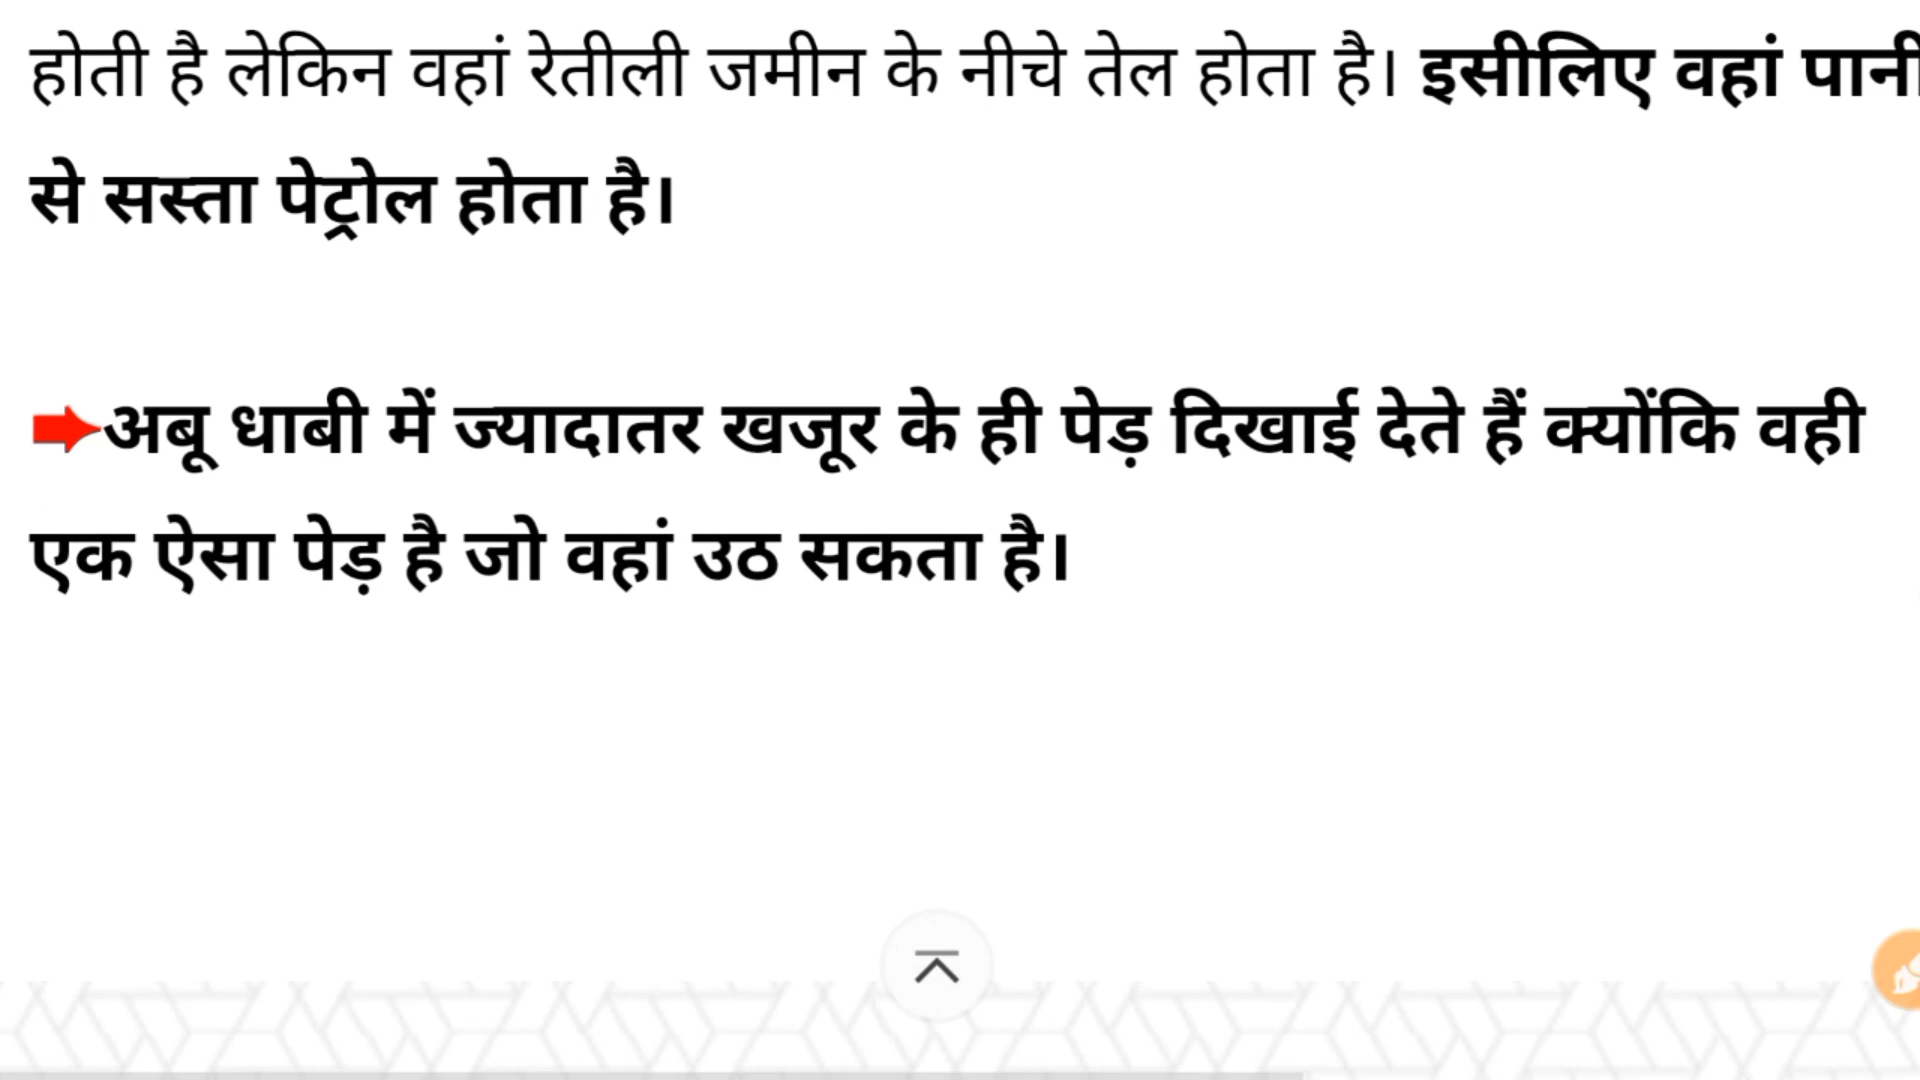 होती है लेकिन वहां रेतीली जमीन के नीचे तेल होता है। इसीलिए वहां पानी
से सस्ता पेट्रोल होता है।
अबू धाबी में ज्यादातर खजूर के ही पेड़ दिखाई देते हैं क्योंकि वही
एक ऐसा पेड़ है जो वहां उठ सकता है।